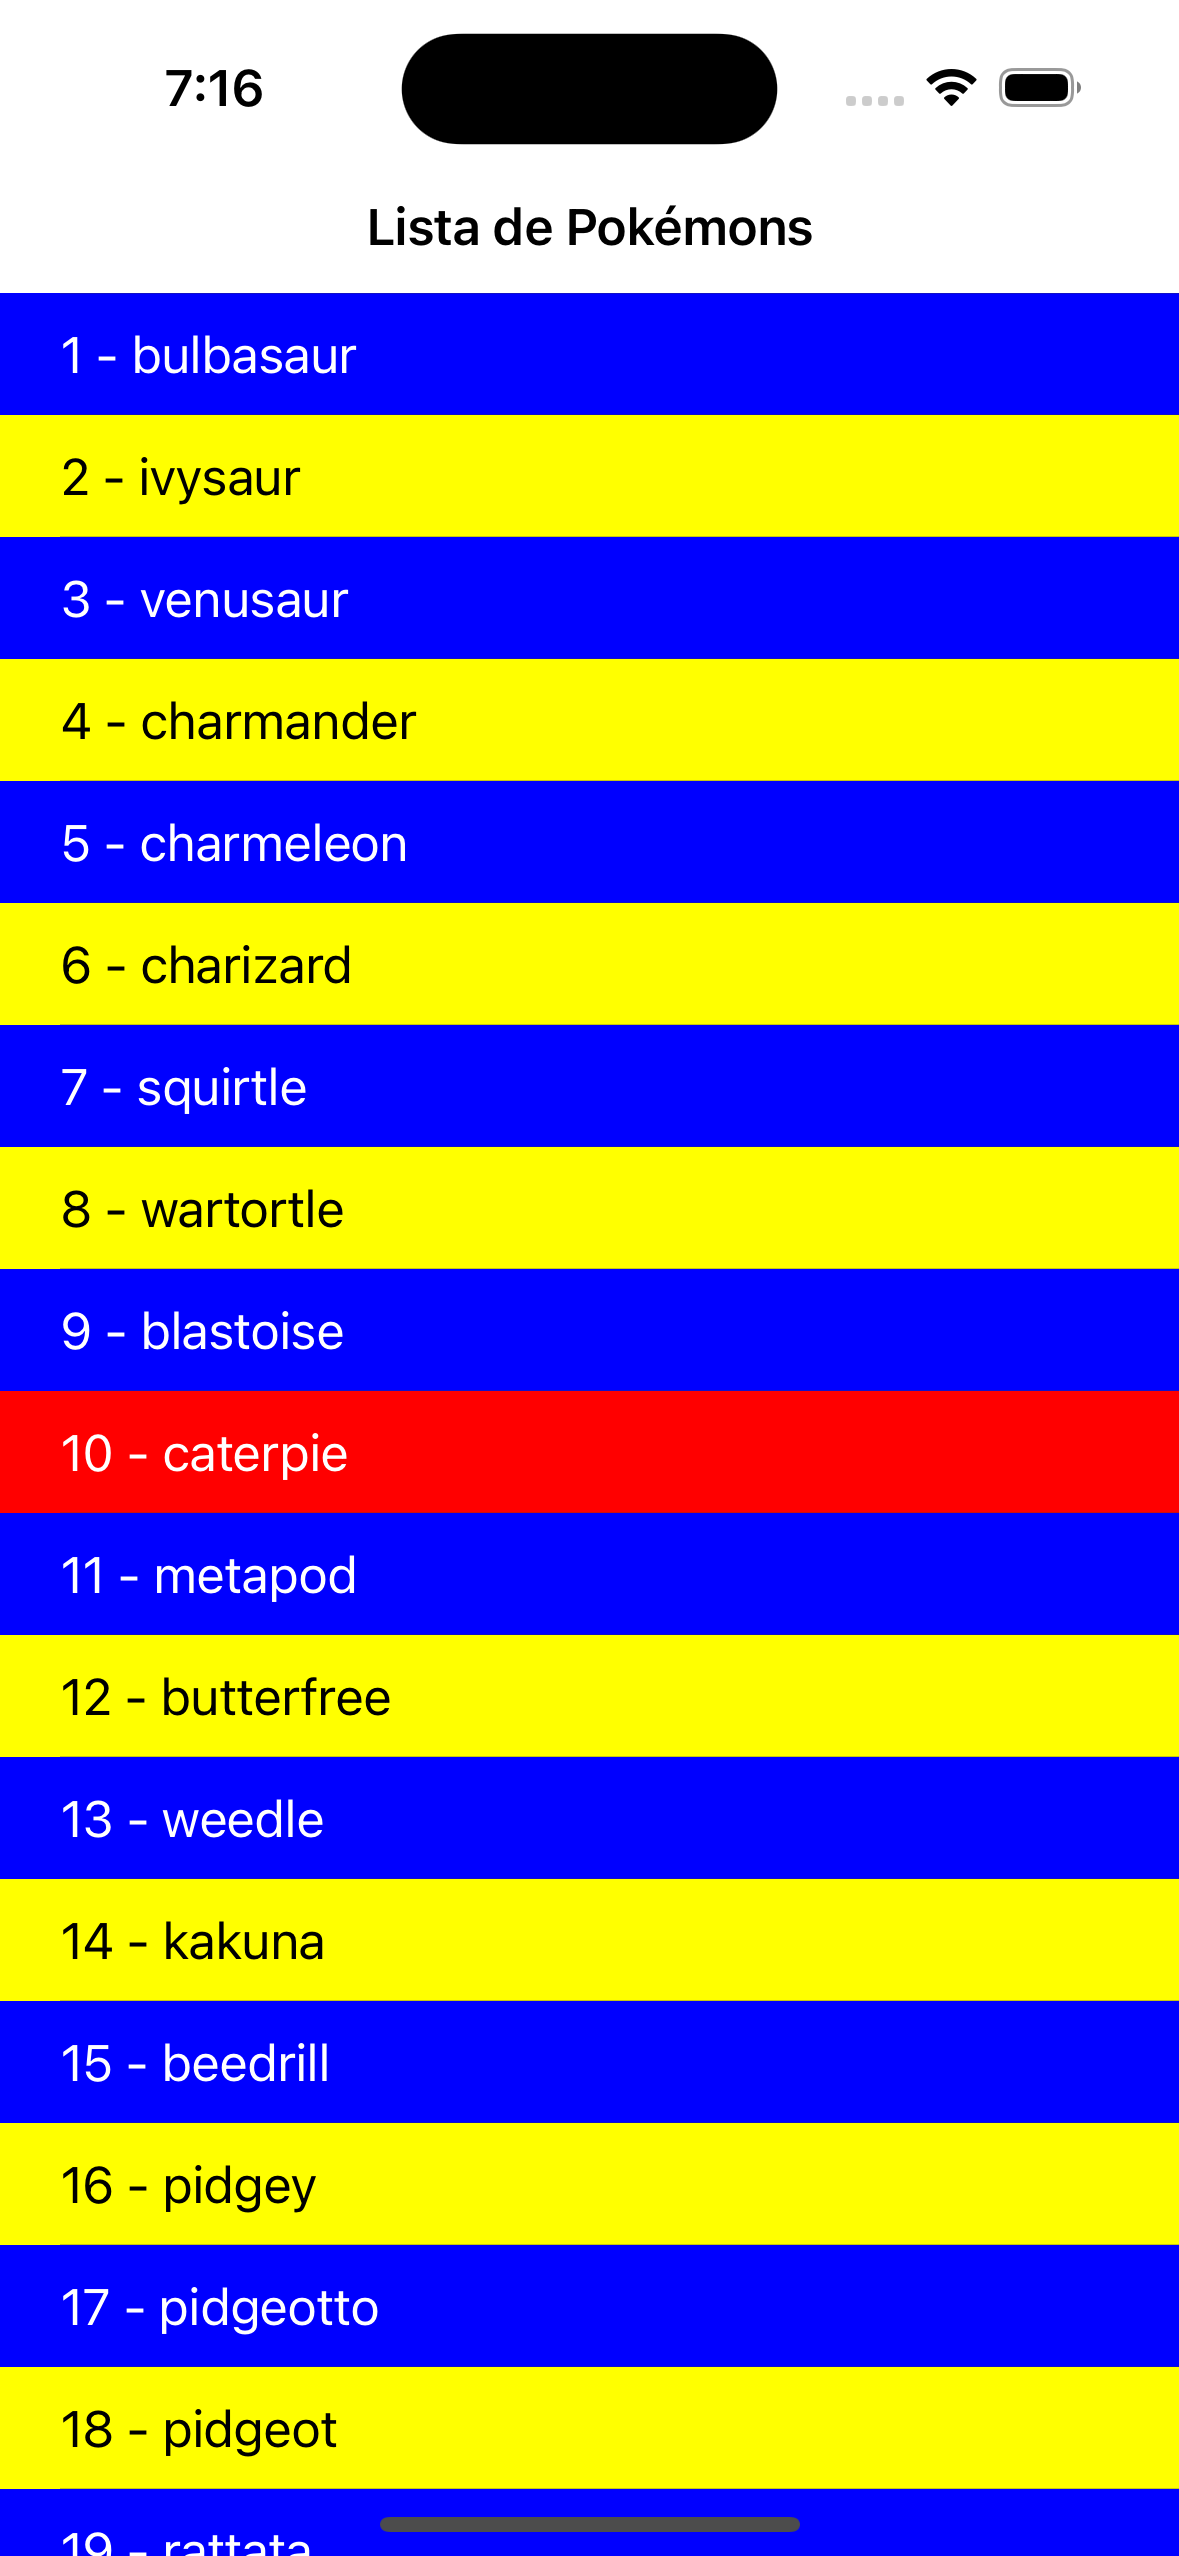 7:16
Lista de Pokémons
1 - bulbasaur
2 - ivysaur
3 - venusaur
4 - charmander
5 - charmeleon
6 - charizard
7 - squirtle
8 - wartortle
9 - blastoise
10 - caterpie
11 - metapod
12 - butterfree
13 - weedle
14 - kakuna
15 - beedrill
16 - pidgey
17 - pidgeotto
18 - pidgeot
19 - rattata